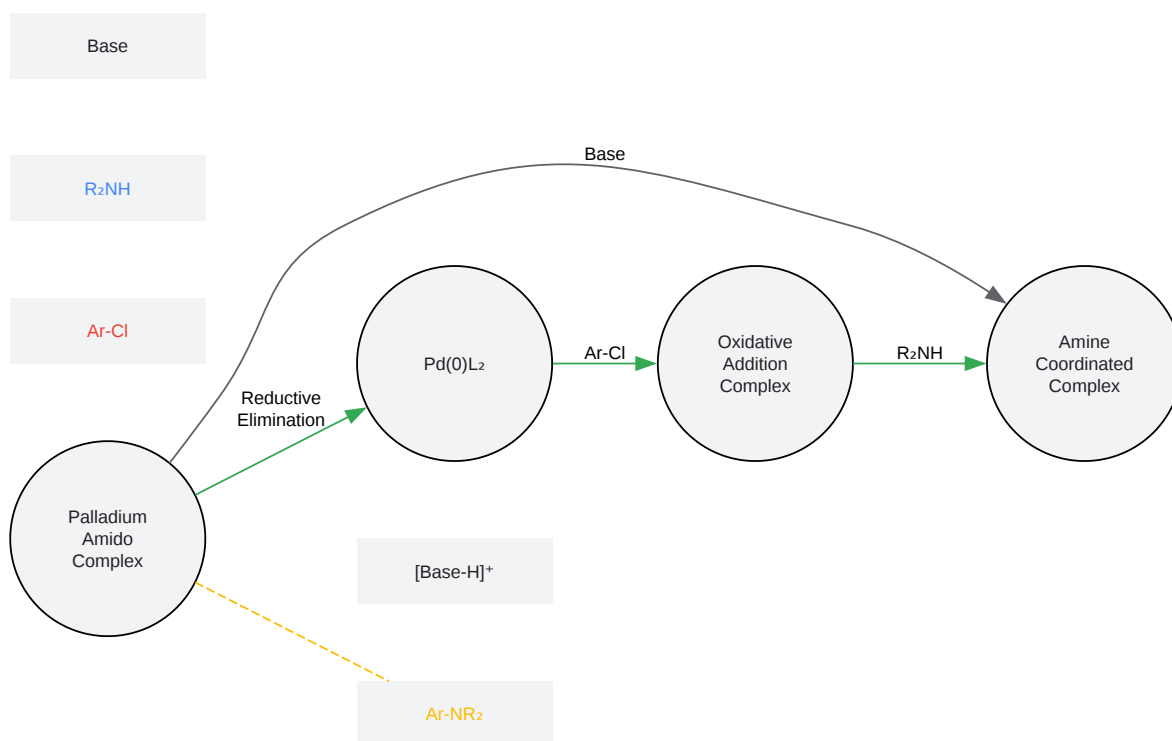 Base
Base
R₂NH
Ar-Cl
Reductive
Elimination
Pd(0)L₂
Ar-Cl
Oxidative
Addition
Complex
R₂NH
Amine
Coordinated
Complex
Palladium
Amido
Complex
[Base-H]⁺
Ar-NR₂